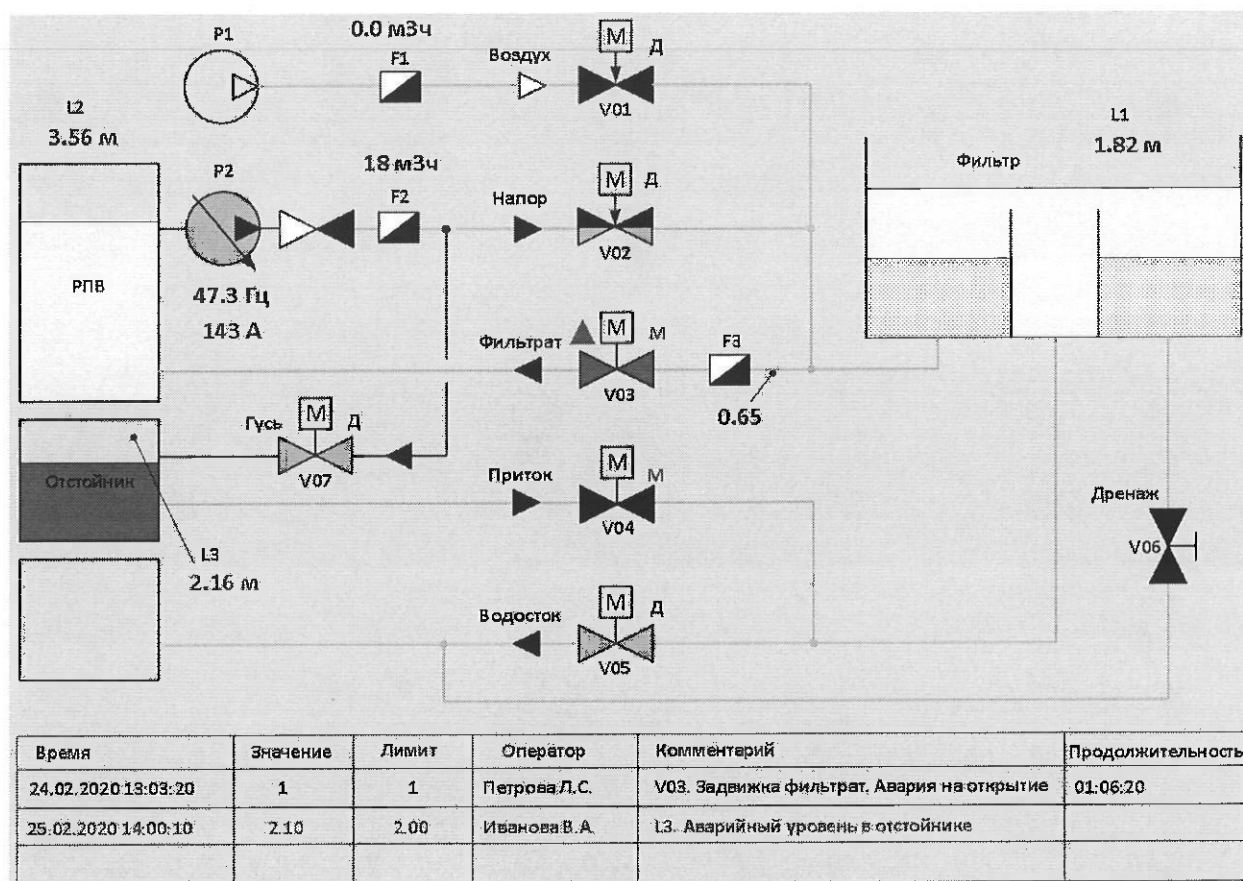 P1
0.0 м3ч
F1
Воздух
М
Д
V01
L2
3.56 м
P2
18 м3ч
F2
Напор
М
Д
V02
L1
1.82 м
Фильтр
РПВ
47.3 Гц
143 А
Фильтрат
М
М
V03
F3
0.65
Гусь
М
Д
V07
Отстойник
Приток
М
М
V04
L3
2.16 м
Дренаж
V06
Водосток
М
Д
V05
Время Значение Лимит Оператор Комментарий Продолжительность
24.02.2020 13:03:20 1 1 Петрова Л.С. V03. Задвижка фильтрат. Авария на открытие 01:06:20
25.02.2020 14:00:10 2.10 2.00 Иванова В.А. L3. Аварийный уровень в отстойнике